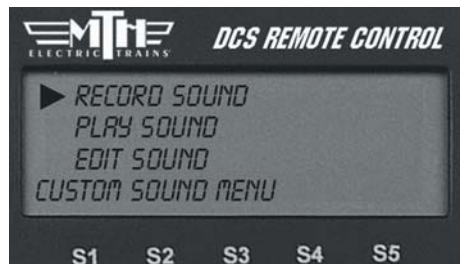 MTH DCS REMOTE CONTROL
ELECTRIC TRAINS
RECORD SOUND
PLAY SOUND
EDIT SOUND
CUSTOM SOUND MENU
S1 S2 S3 S4 S5